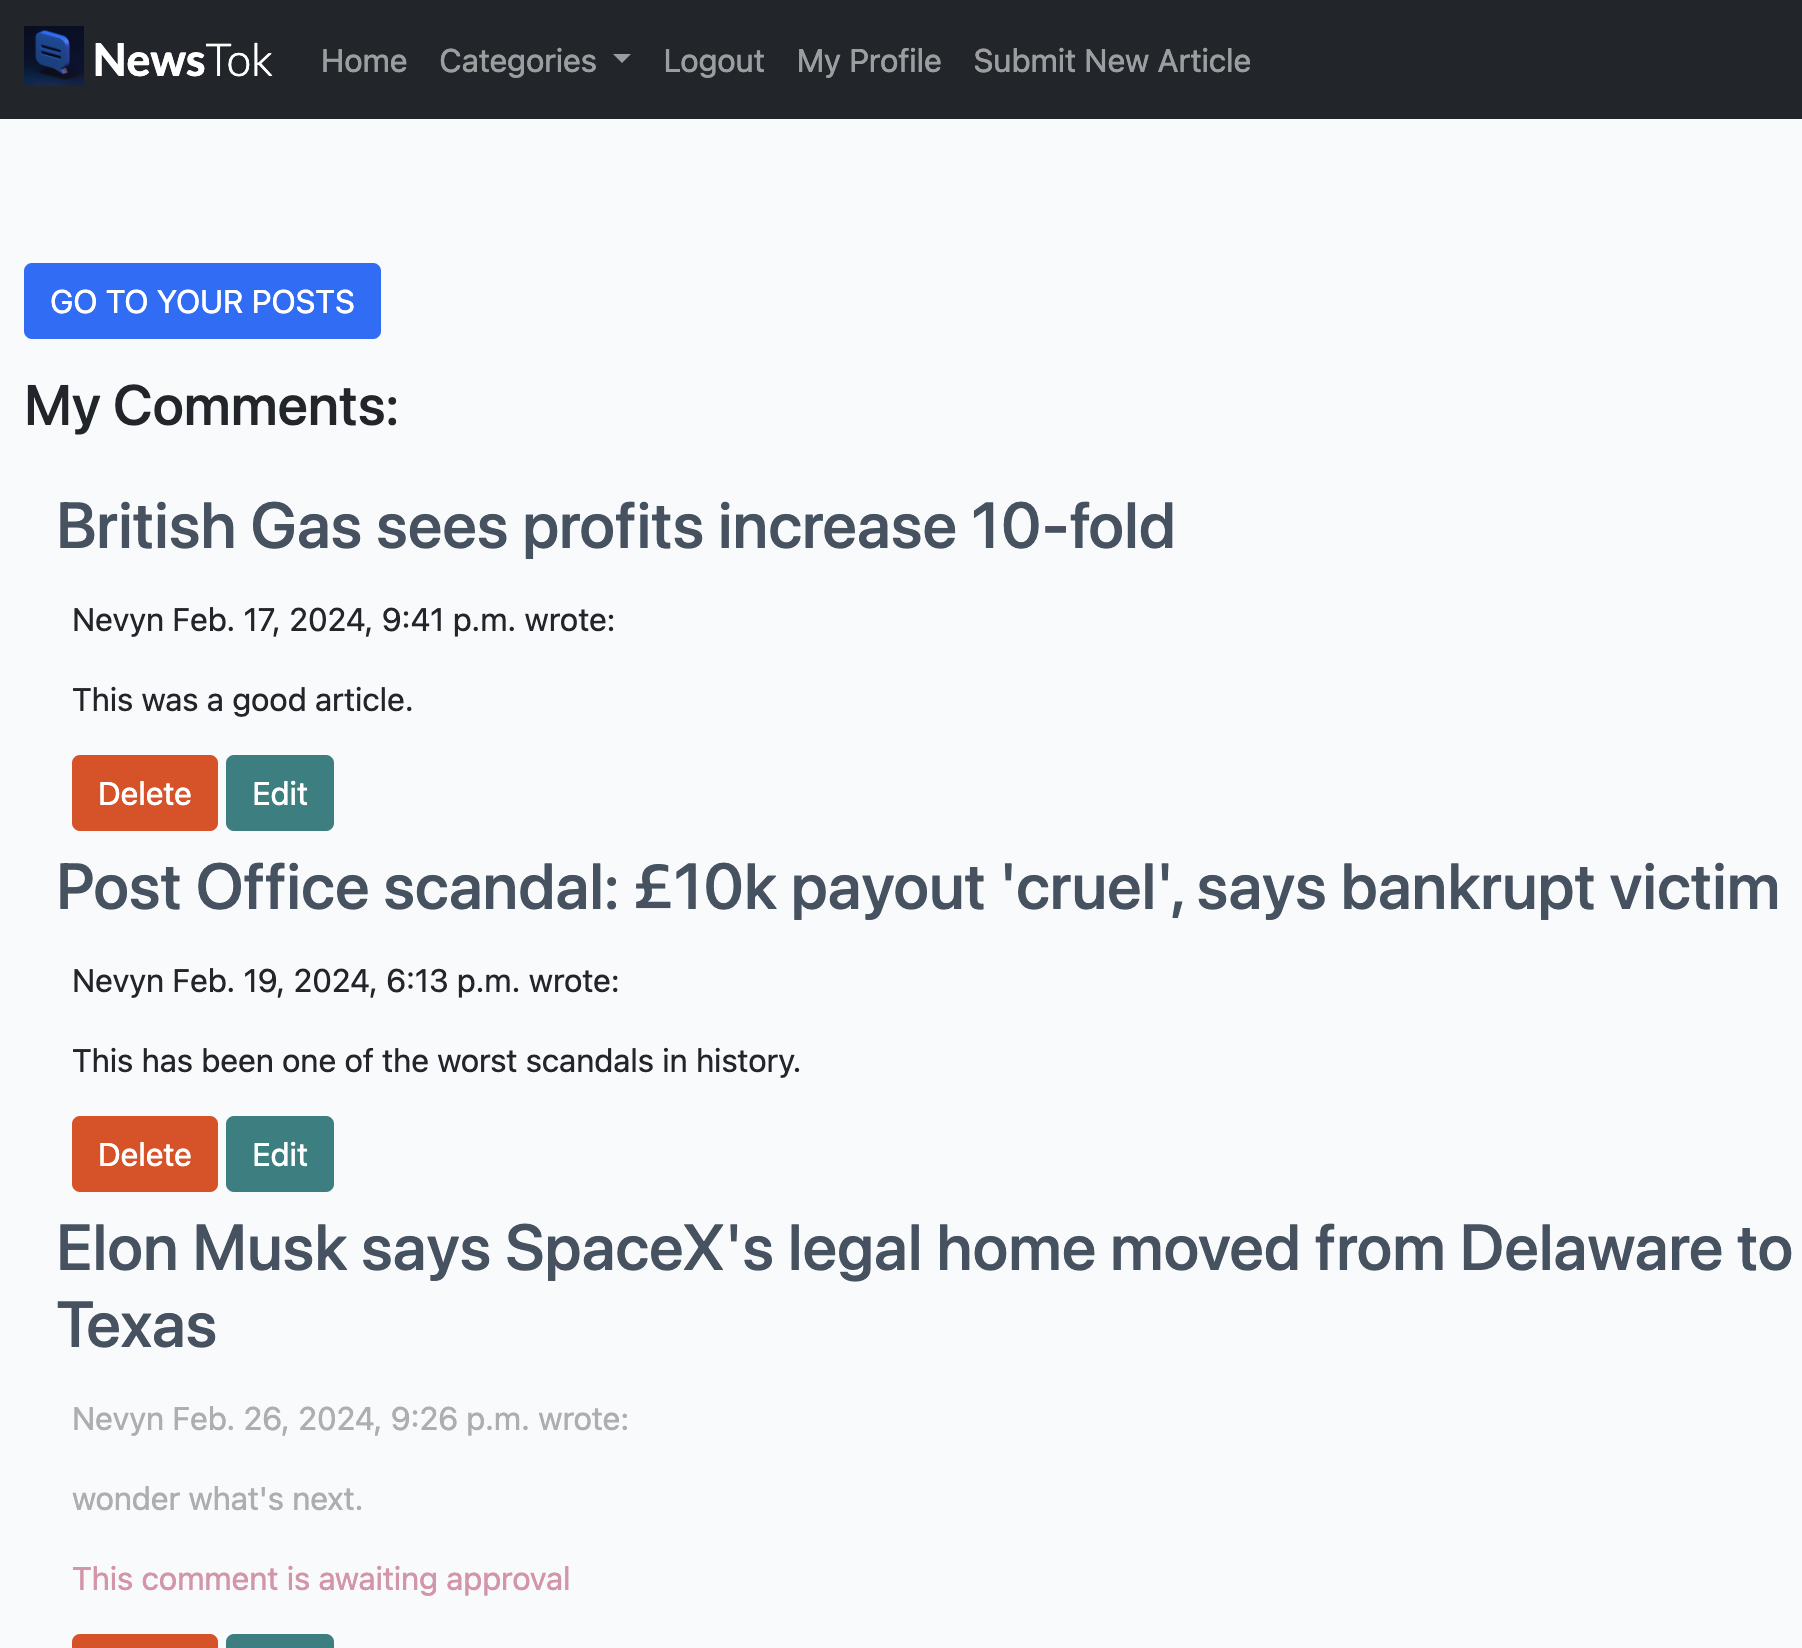 NewsTok Home Categories Logout My Profile Submit New Article
GO TO YOUR POSTS
My Comments:
British Gas sees profits increase 10-fold
Nevyn Feb. 17, 2024, 9:41 p.m. wrote:
This was a good article.
Delete Edit
Post Office scandal: £10k payout 'cruel', says bankrupt victim
Nevyn Feb. 19, 2024, 6:13 p.m. wrote:
This has been one of the worst scandals in history.
Delete Edit
Elon Musk says SpaceX's legal home moved from Delaware to
Texas
Nevyn Feb. 26, 2024, 9:26 p.m. wrote:
wonder what's next.
This comment is awaiting approval